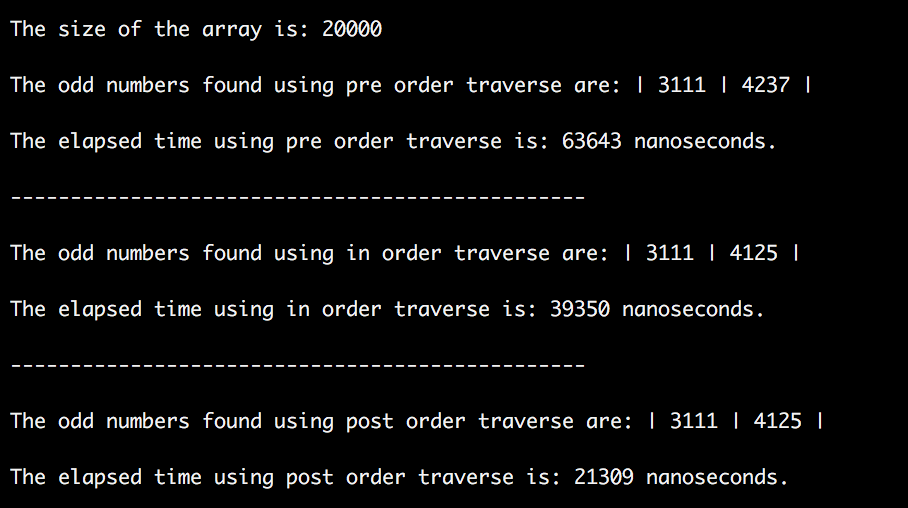 The size of the array is: 20000
The odd numbers found using pre order traverse are: | 3111 | 4237 |
The elapsed time using pre order traverse is: 63643 nanoseconds.
------------------------------------------------
The odd numbers found using in order traverse are: | 3111 | 4125 |
The elapsed time using in order traverse is: 39350 nanoseconds.
------------------------------------------------
The odd numbers found using post order traverse are: | 3111 | 4125 |
The elapsed time using post order traverse is: 21309 nanoseconds.